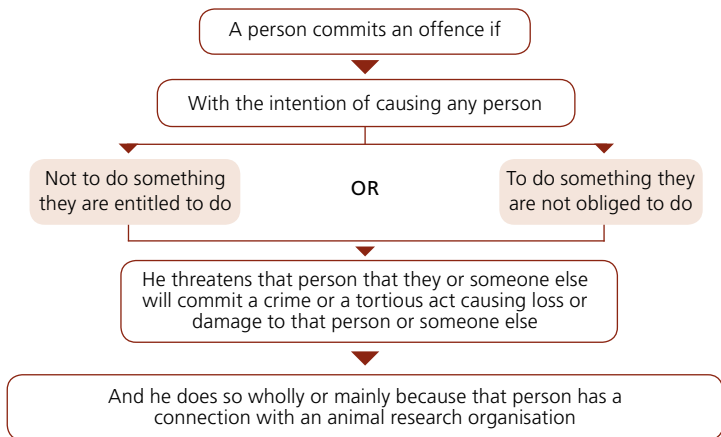 A person commits an offence if
With the intention of causing any person
Not to do something
they are entitled to do
OR
To do something they
are not obliged to do
He threatens that person that they or someone else
will commit a crime or a tortious act causing loss or
damage to that person or someone else
And he does so wholly or mainly because that person has a
connection with an animal research organisation